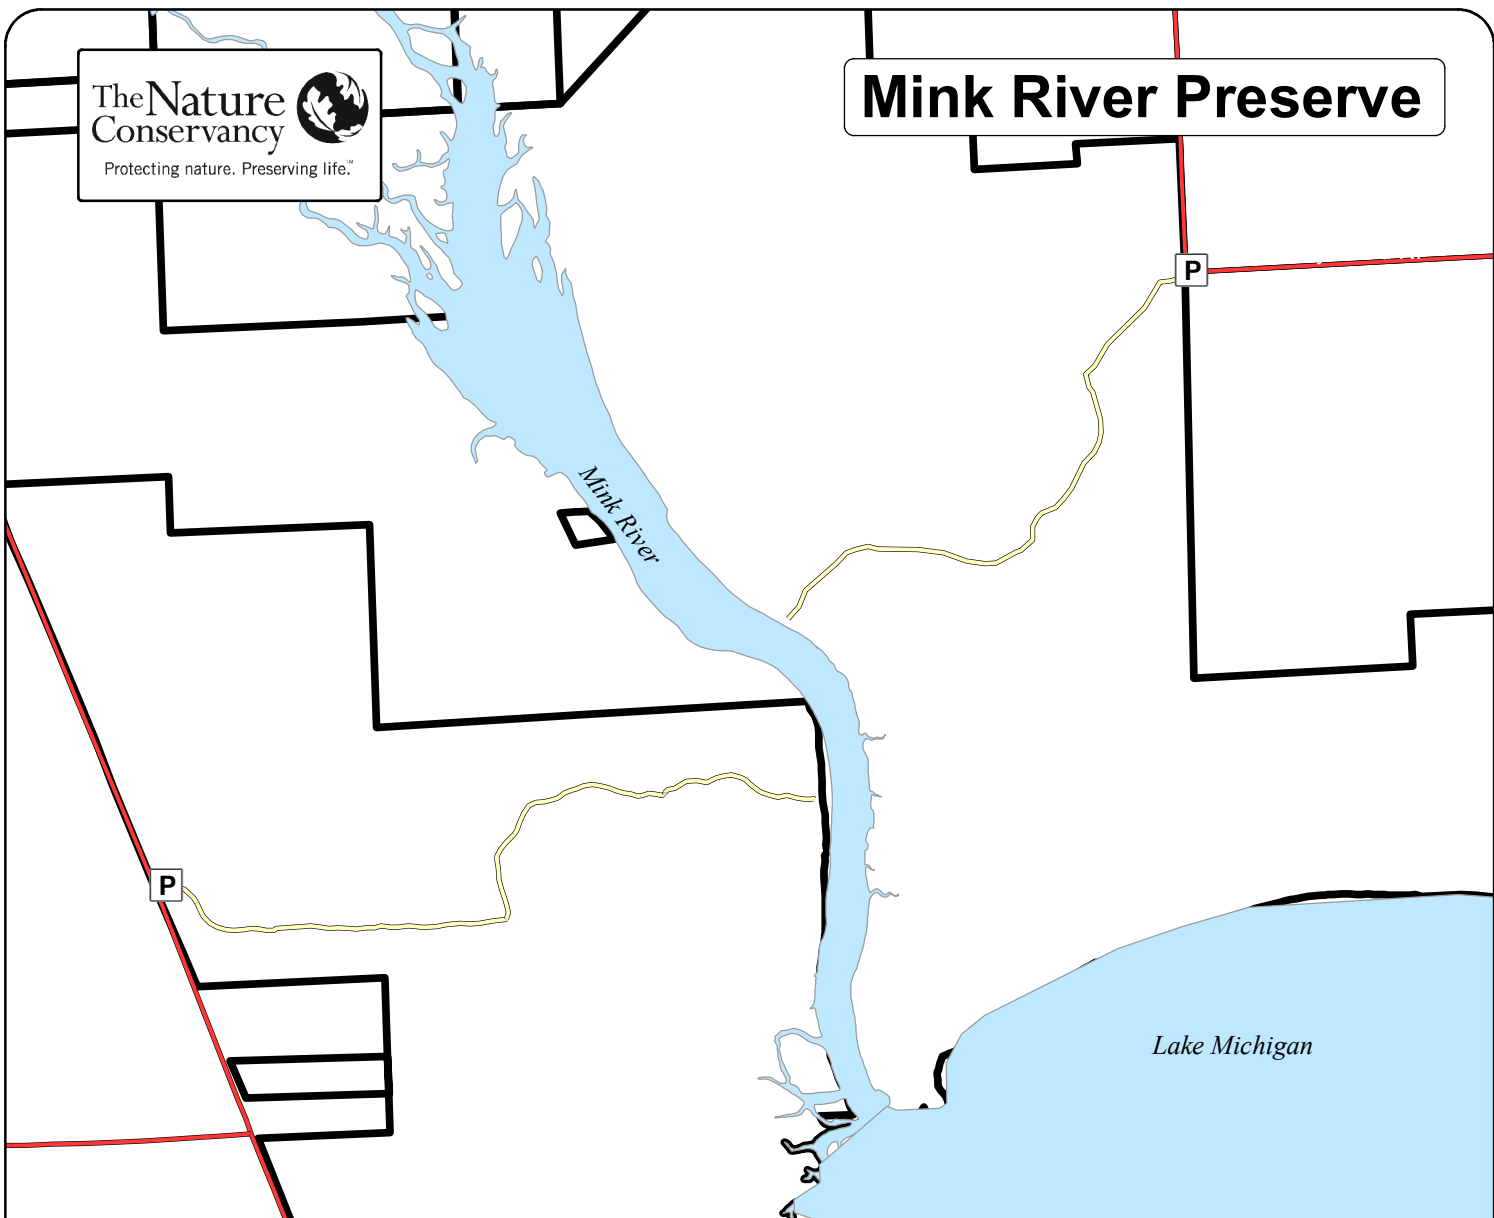 The Nature
Conservancy
Protecting nature. Preserving life.™
Mink River Preserve
P
Mink River
P
Lake Michigan